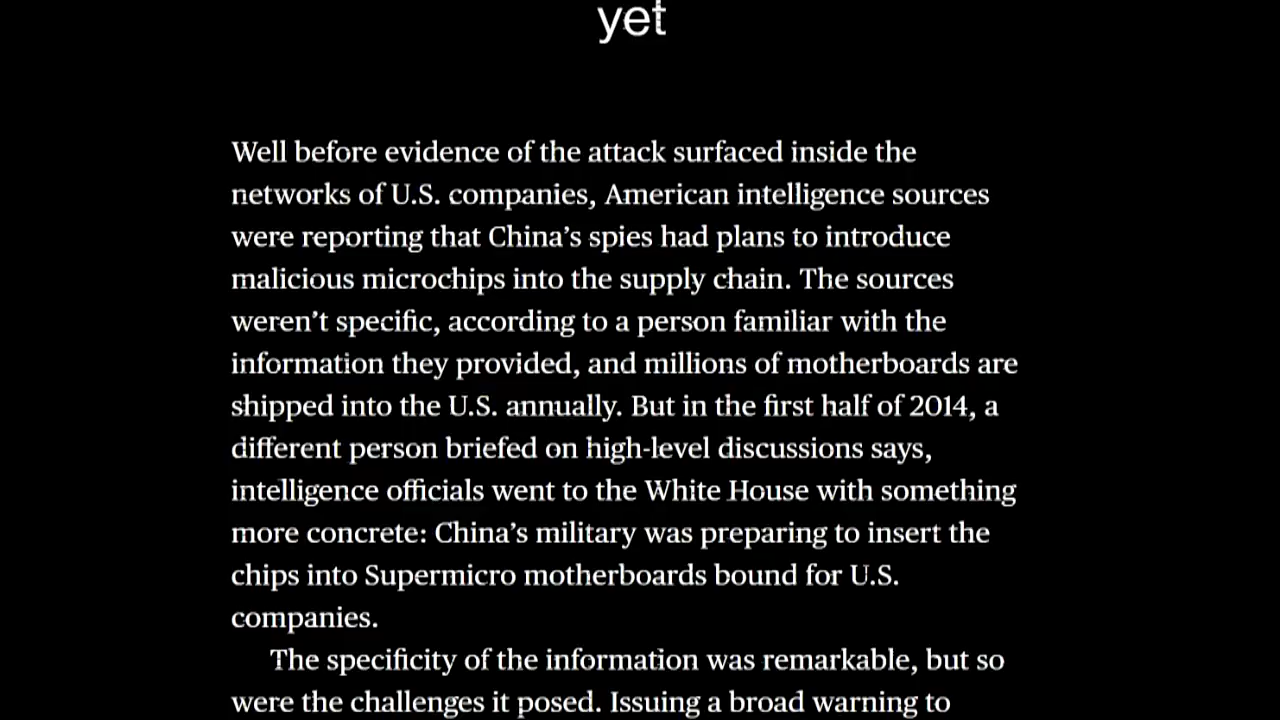 yet
Well before evidence of the attack surfaced inside the
networks of U.S. companies, American intelligence sources
were reporting that China’s spies had plans to introduce
malicious microchips into the supply chain. The sources
weren’t specific, according to a person familiar with the
information they provided, and millions of motherboards are
shipped into the U.S. annually. But in the first half of 2014, a
different person briefed on high-level discussions says,
intelligence officials went to the White House with something
more concrete: China’s military was preparing to insert the
chips into Supermicro motherboards bound for U.S.
companies.
The specificity of the information was remarkable, but so
were the challenges it posed. Issuing a broad warning to